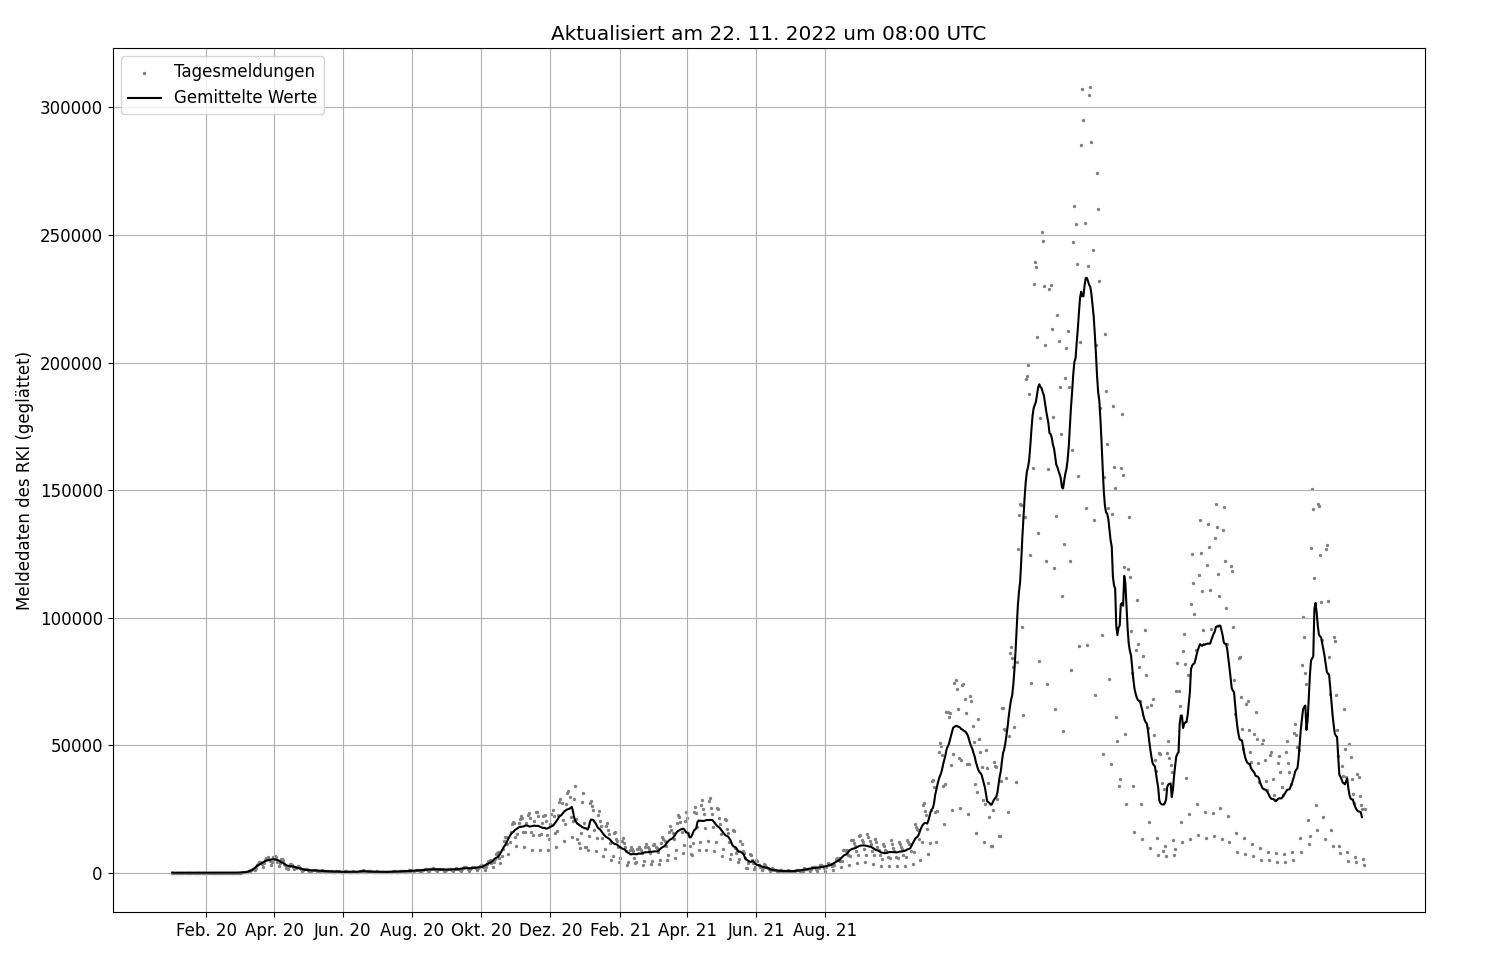 Aktualisiert am 22. 11. 2022 um 08:00 UTC
Tagesmeldungen
Gemittelte Werte
Meldedaten des RKI (geglättet)
300000
250000
200000
150000
100000
50000
0
Feb. 20 Apr. 20 Jun. 20 Aug. 20 Okt. 20 Dez. 20 Feb. 21 Apr. 21 Jun. 21 Aug. 21